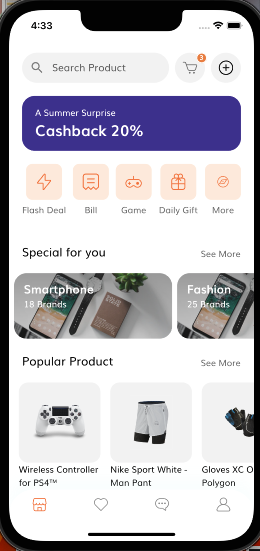 4:33
Search Product
3
A Summer Surprise
Cashback 20%
Flash Deal
Bill
Game
Daily Gift
More
Special for you
See More
Smartphone
18 Brands
Fashion
25 Brands
Popular Product
See More
Wireless Controller
for PS4™
Nike Sport White -
Man Pant
Gloves XC O
Polygon